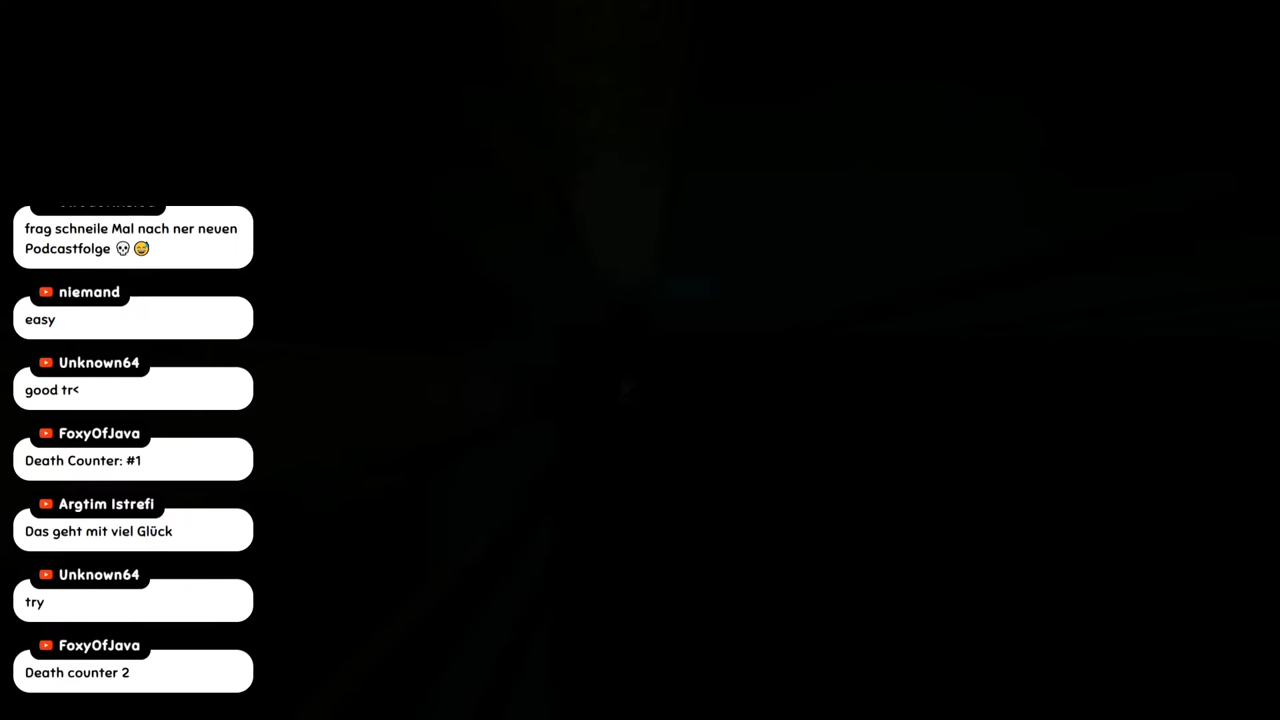 frag schneile Mal nach ner neuen
Podcastfolge 💀 😅
niemand
easy
Unknown64
good tr<
FoxyOfJava
Death Counter: #1
Argtim Istrefi
Das geht mit viel Glück
Unknown64
try
FoxyOfJava
Death counter 2